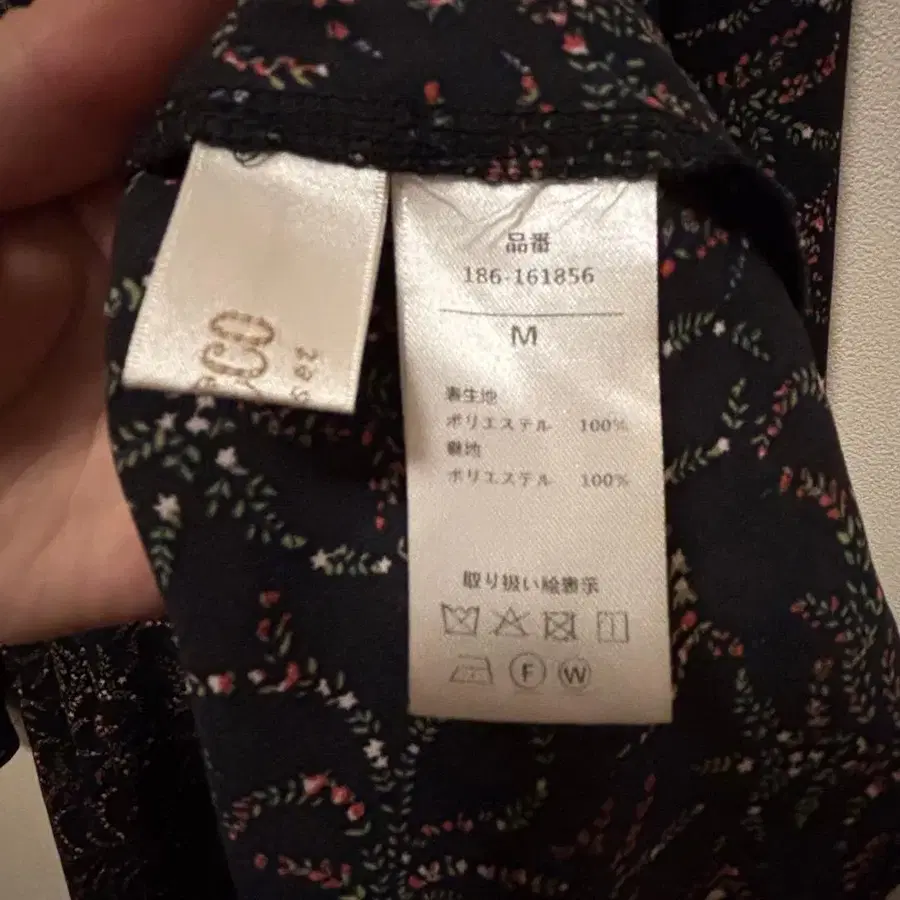 品番
186-161856
M
表生地
ポリエステル 100%
裏地
ポリエステル 100%
取り扱い絵表示
F W